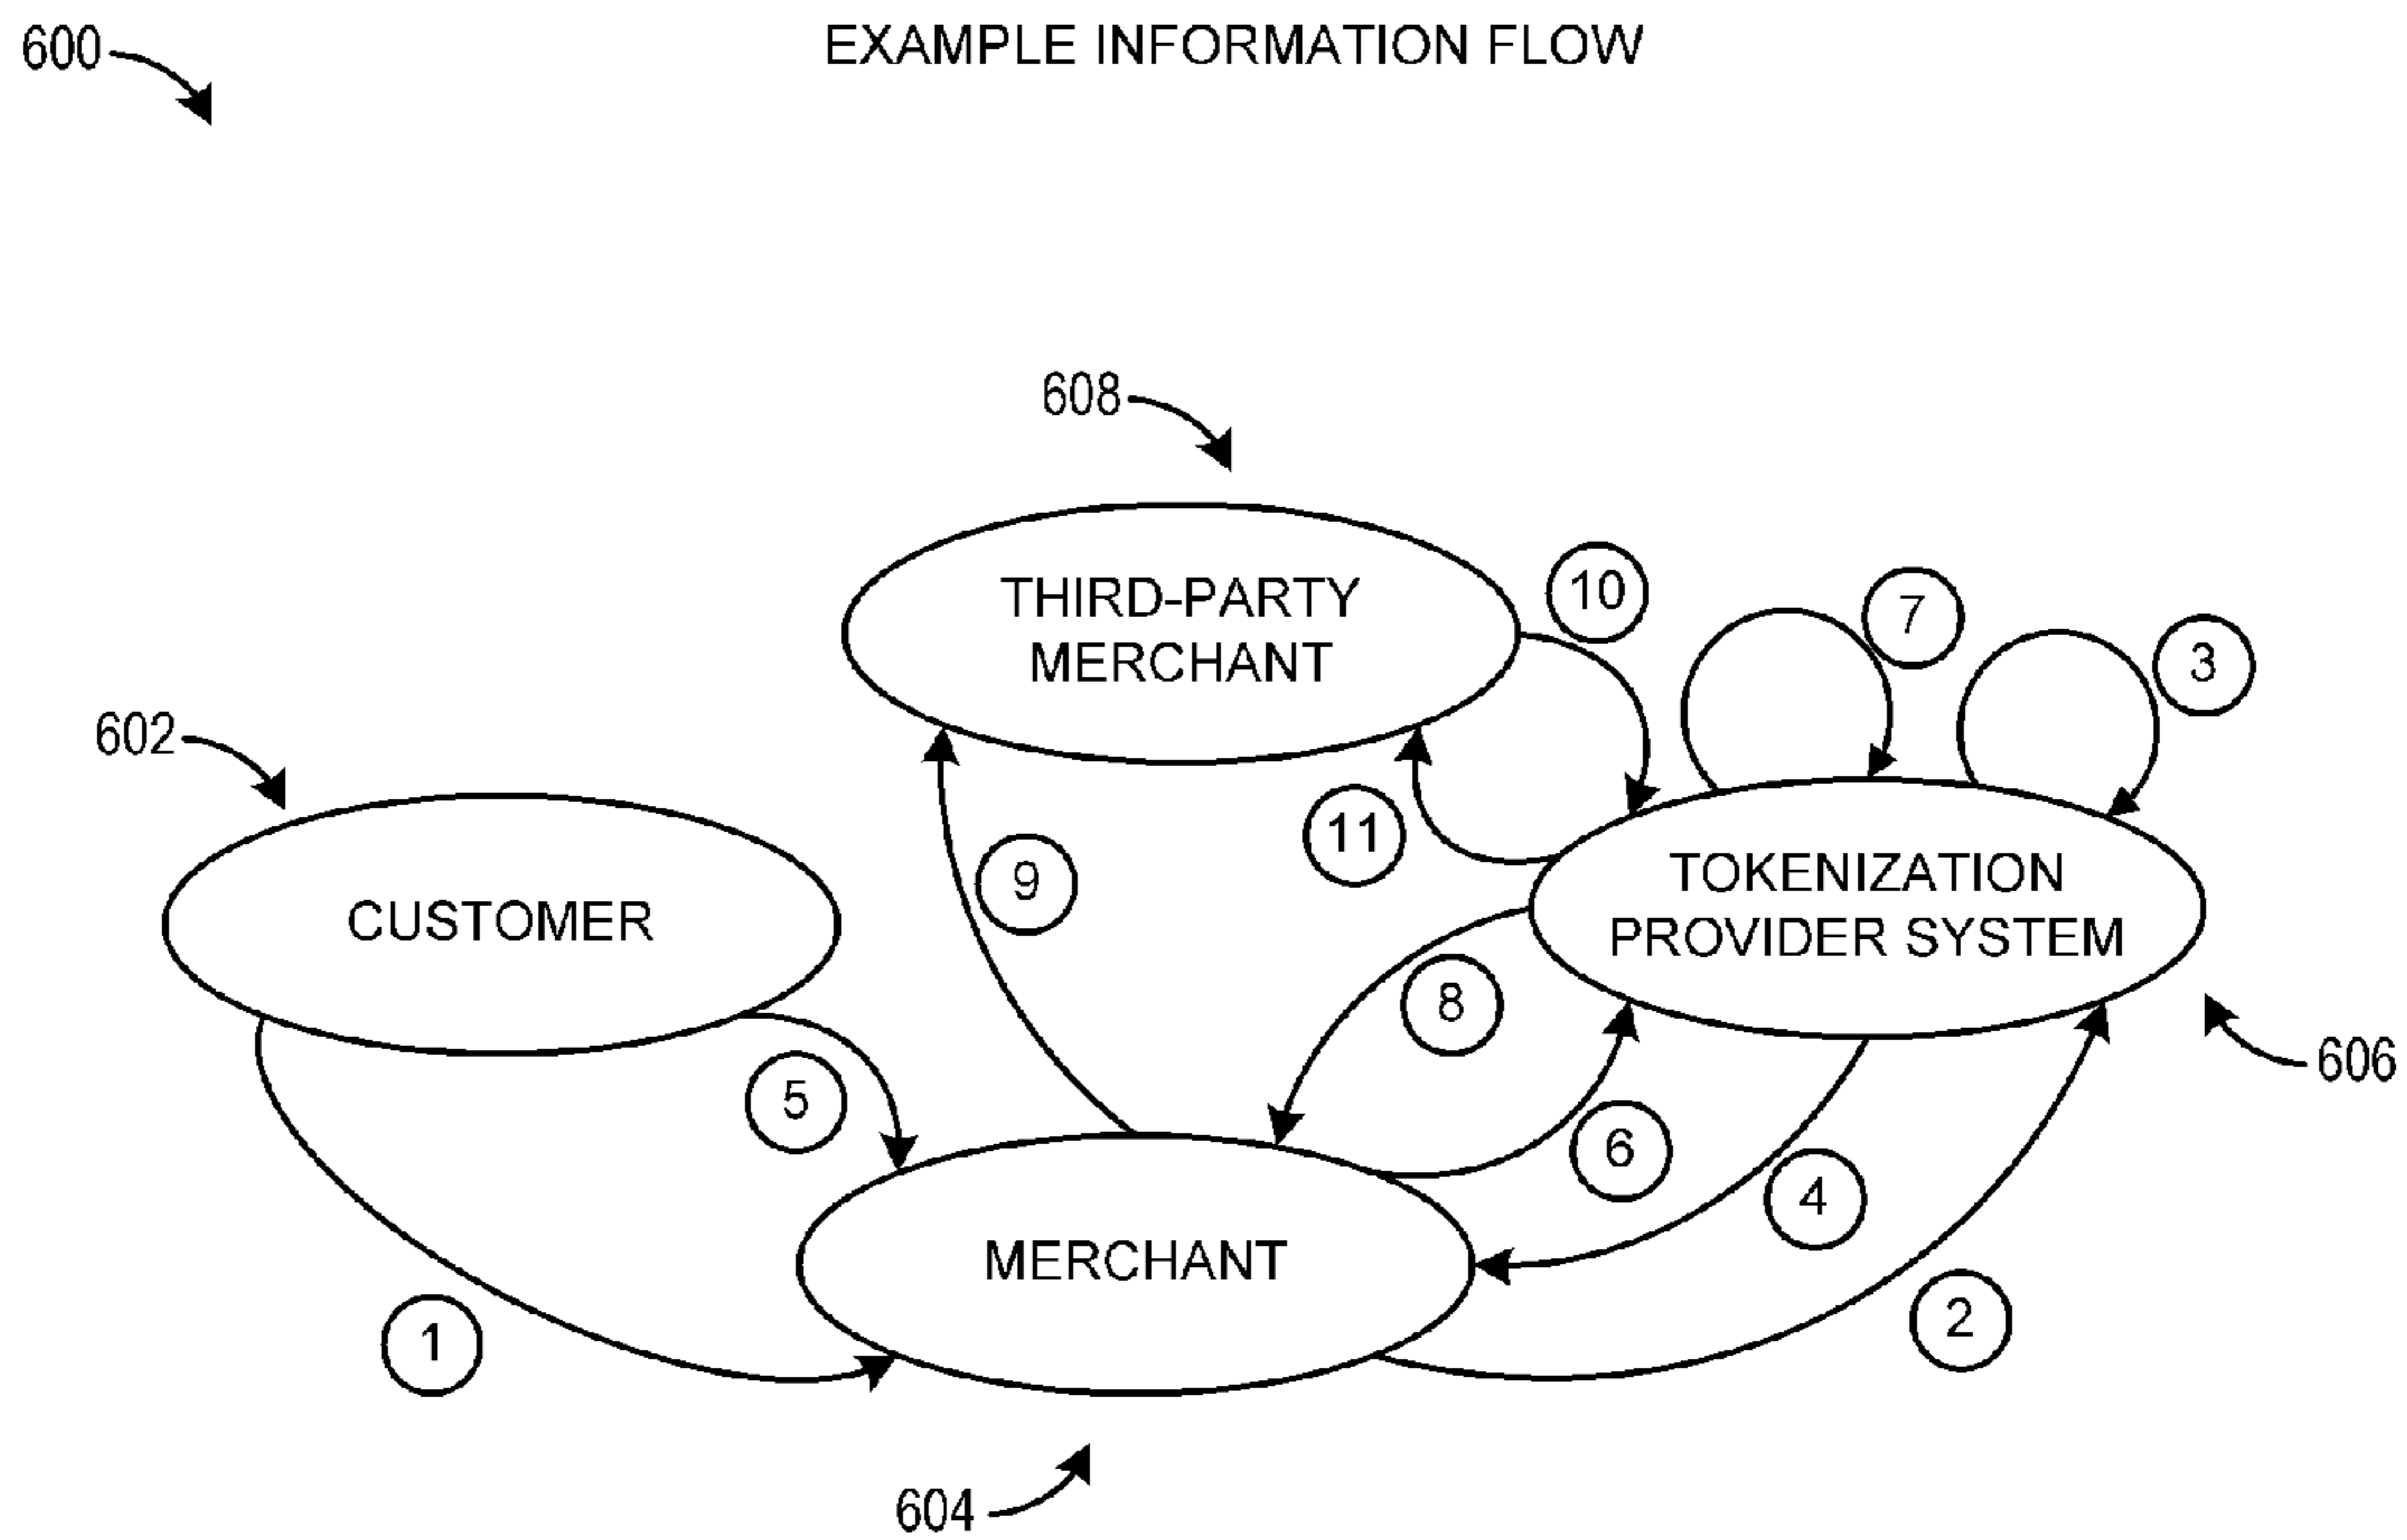 600
EXAMPLE INFORMATION FLOW
608
THIRD-PARTY
MERCHANT
10
7
3
602
11
9
CUSTOMER
TOKENIZATION
PROVIDER SYSTEM
8
606
5
6
4
MERCHANT
2
1
604